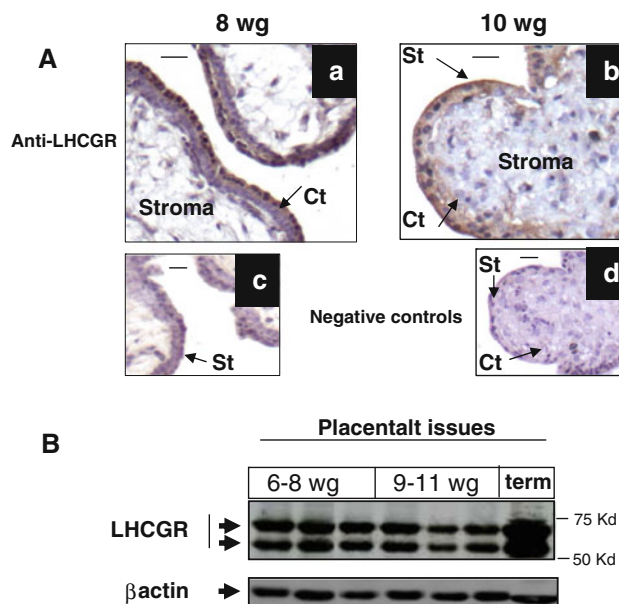 8 wg 10 wg
A
a
St
b
Anti-LHCGR
Stroma
Ct
Stroma
Ct
c
St
d
Negative controls
St
Ct
B
Placentalt issues
6-8 wg 9-11 wg term
LHCGR
75 Kd
50 Kd
βactin